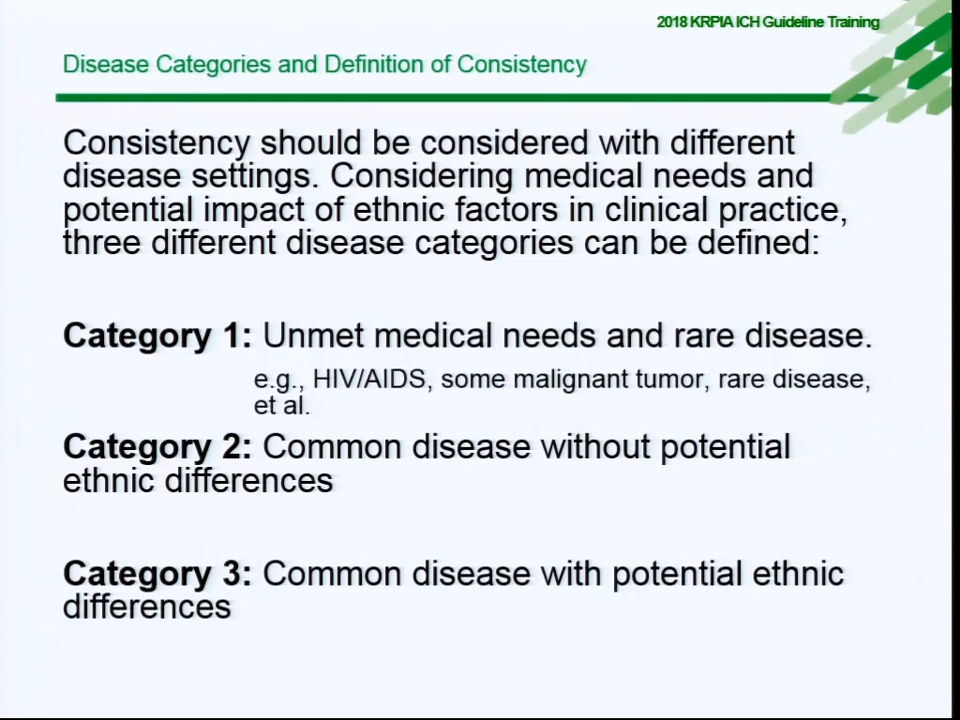 2018 KRPIA ICH Guideline Training
Disease Categories and Definition of Consistency
Consistency should be considered with different
disease settings. Considering medical needs and
potential impact of ethnic factors in clinical practice,
three different disease categories can be defined:
Category 1: Unmet medical needs and rare disease.
e.g., HIV/AIDS, some malignant tumor, rare disease,
et al.
Category 2: Common disease without potential
ethnic differences
Category 3: Common disease with potential ethnic
differences